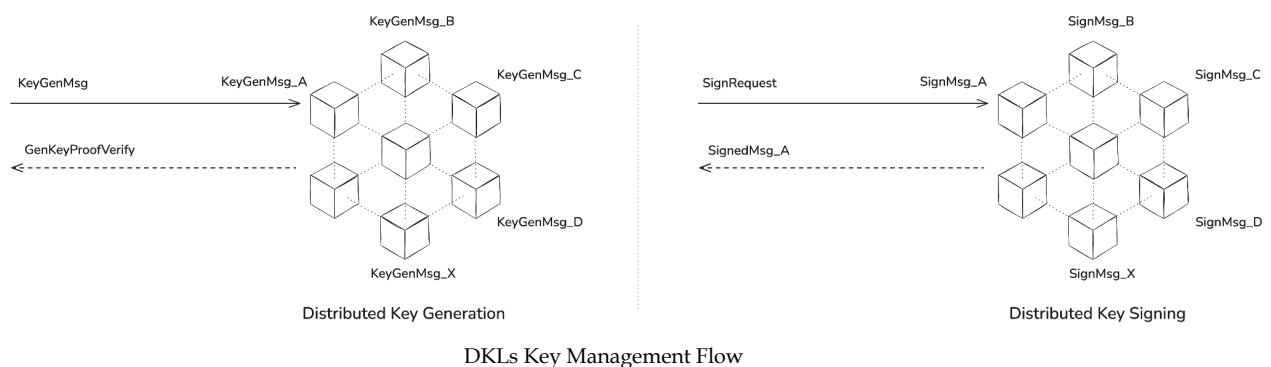 KeyGenMsg_B
KeyGenMsg
KeyGenMsg_A
KeyGenMsg_C
GenKeyProofVerify
KeyGenMsg_D
KeyGenMsg_X
Distributed Key Generation
SignMsg_B
SignRequest
SignMsg_A
SignMsg_C
SignedMsg_A
SignMsg_D
SignMsg_X
Distributed Key Signing
DKLs Key Management Flow